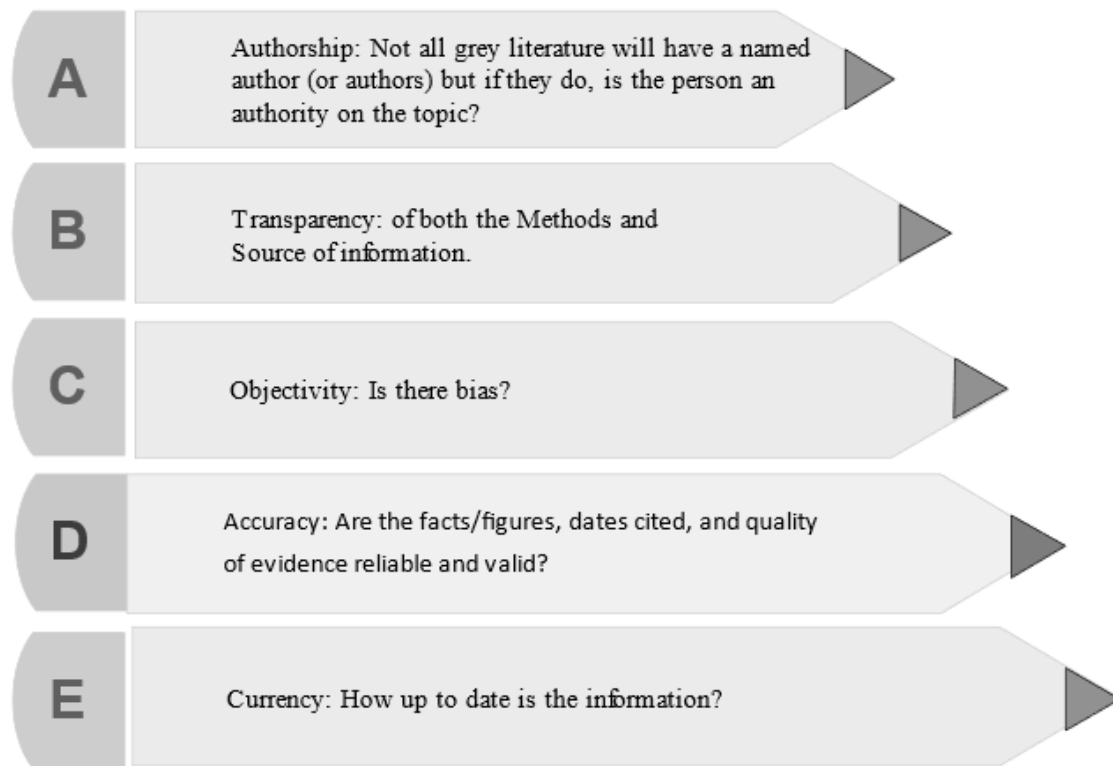 A
Authorship: Not all grey literature will have a named
author (or authors) but if they do, is the person an
authority on the topic?
B
Transparency: of both the Methods and
Source of information.
C
Objectivity: Is there bias?
D
Accuracy: Are the facts/figures, dates cited, and quality
of evidence reliable and valid?
E
Currency: How up to date is the information?